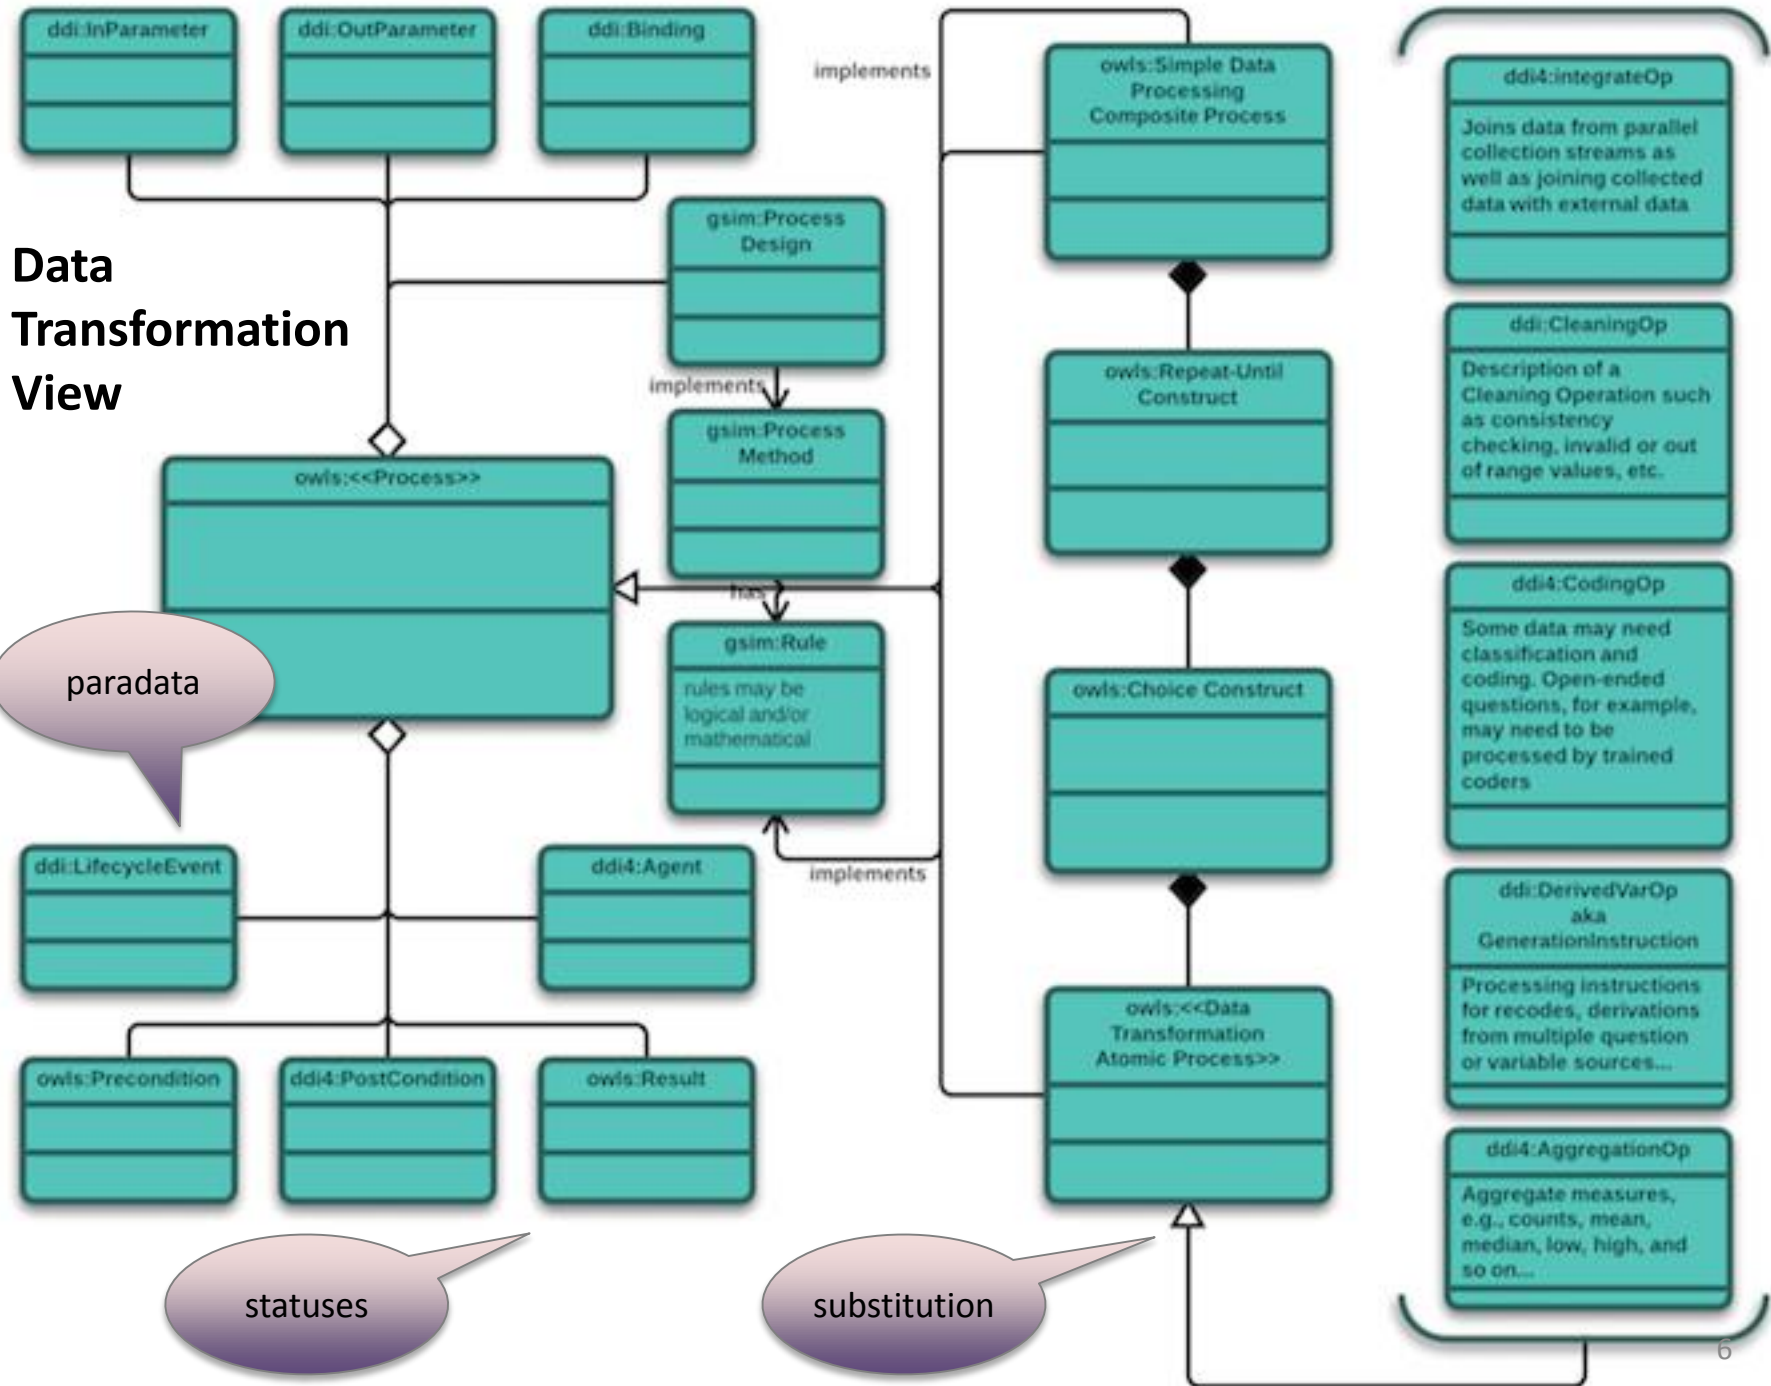 ddi:InParameter
ddi:OutParameter
ddi:Binding
Data
Transformation
View
gsim:Process
Design
implements
gsim:Process
Method
owls:<<Process>>
has
gsim:Rule
rules may be
logical and/or
mathematical
implements
paradata
ddi:LifecycleEvent
ddi4:Agent
owls:Precondition
ddi4:PostCondition
owls:Result
statuses
implements
owls:Simple Data
Processing
Composite Process
owls:Repeat-Until
Construct
owls:Choice Construct
owls:<<Data
Transformation
Atomic Process>>
substitution
ddi4:integrateOp
Joins data from parallel
collection streams as
well as joining collected
data with external data
ddi:CleaningOp
Description of a
Cleaning Operation such
as consistency
checking, invalid or out
of range values, etc.
ddi4:CodingOp
Some data may need
classification and
coding. Open-ended
questions, for example,
may need to be
processed by trained
coders
ddi:DerivedVarOp
aka
GenerationInstruction
Processing instructions
for recodes, derivations
from multiple question
or variable sources...
ddi4:AggregationOp
Aggregate measures,
e.g., counts, mean,
median, low, high, and
so on...
6